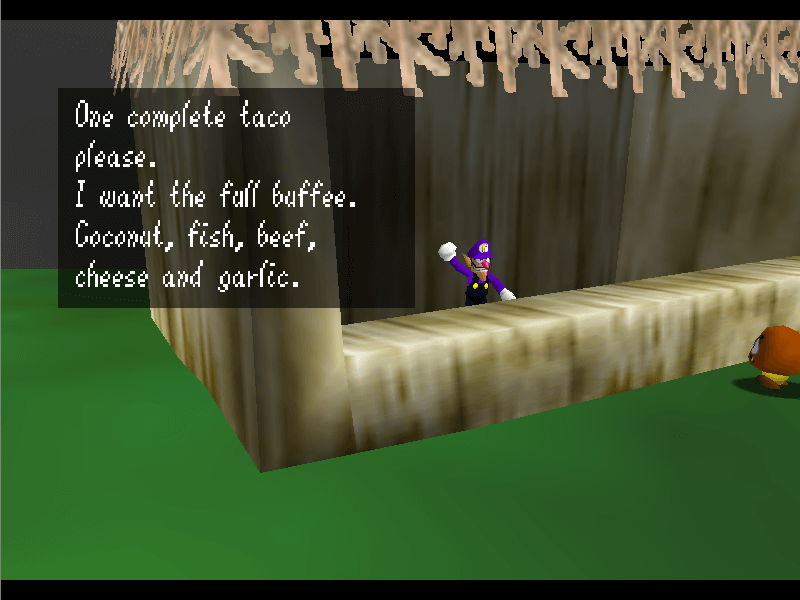 One complete taco
please.
I want the full buffee.
Coconut, fish, beef,
cheese and garlic.